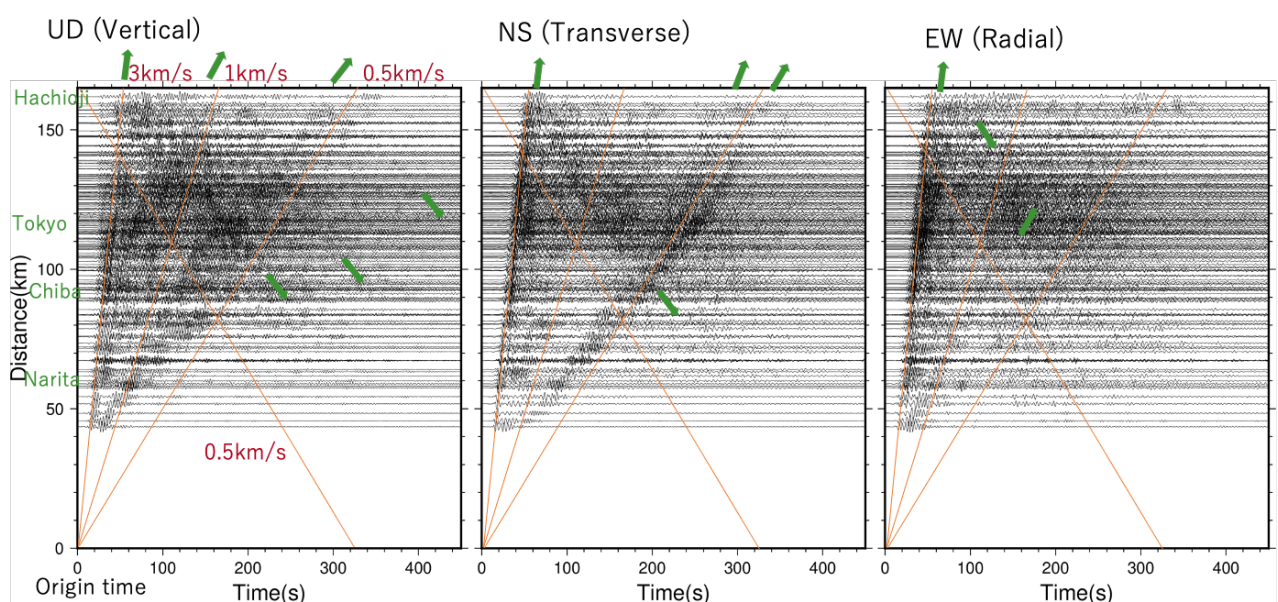 UD (Vertical)
NS (Transverse)
EW (Radial)
3km/s
1km/s
0.5km/s
Hachioji
150
Tokyo
100
Chiba
Distance(km)
Narita
50
0.5km/s
0
0 100 200 300 400
0 100 200 300 400
0 100 200 300 400
Origin time
Time(s)
Time(s)
Time(s)